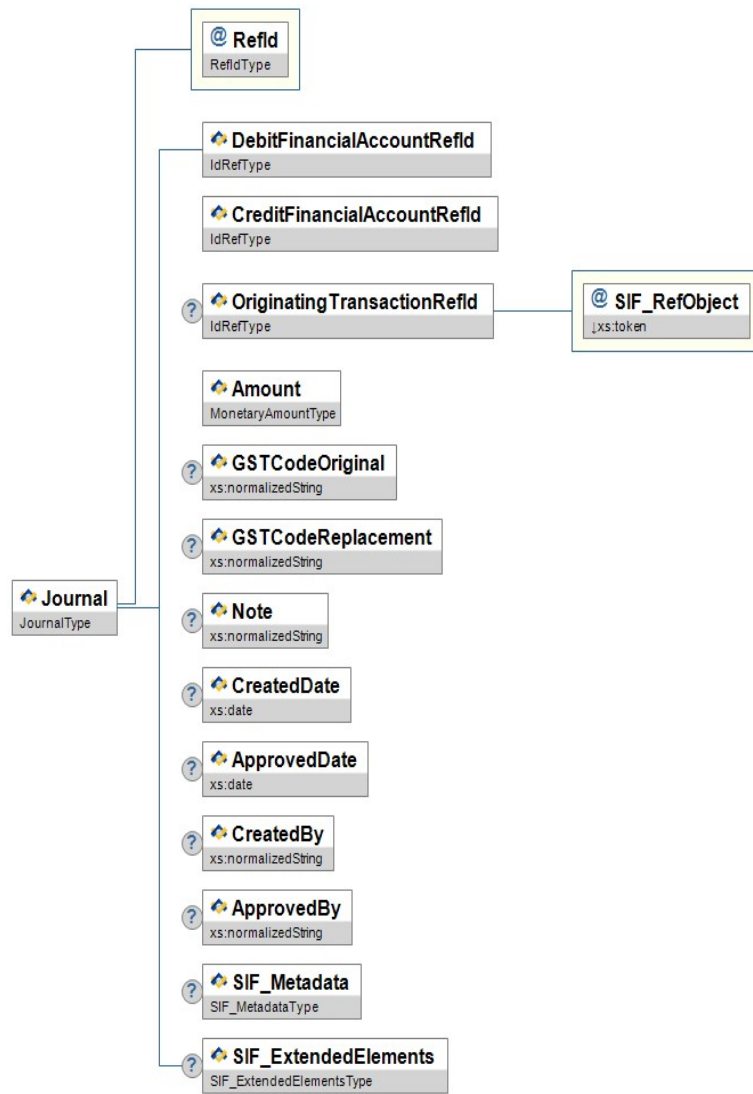 @ RefId
RefIdType
DebitFinancialAccountRefId
IdRefType
CreditFinancialAccountRefId
IdRefType
? OriginatingTransactionRefId
IdRefType
@ SIF_RefObject
↓xs:token
Amount
MonetaryAmountType
? GSTCodeOriginal
xs:normalizedString
? GSTCodeReplacement
xs:normalizedString
Journal
JournalType
? Note
xs:normalizedString
? CreatedDate
xs:date
? ApprovedDate
xs:date
? CreatedBy
xs:normalizedString
? ApprovedBy
xs:normalizedString
? SIF_Metadata
SIF_MetadataType
? SIF_ExtendedElements
SIF_ExtendedElementsType